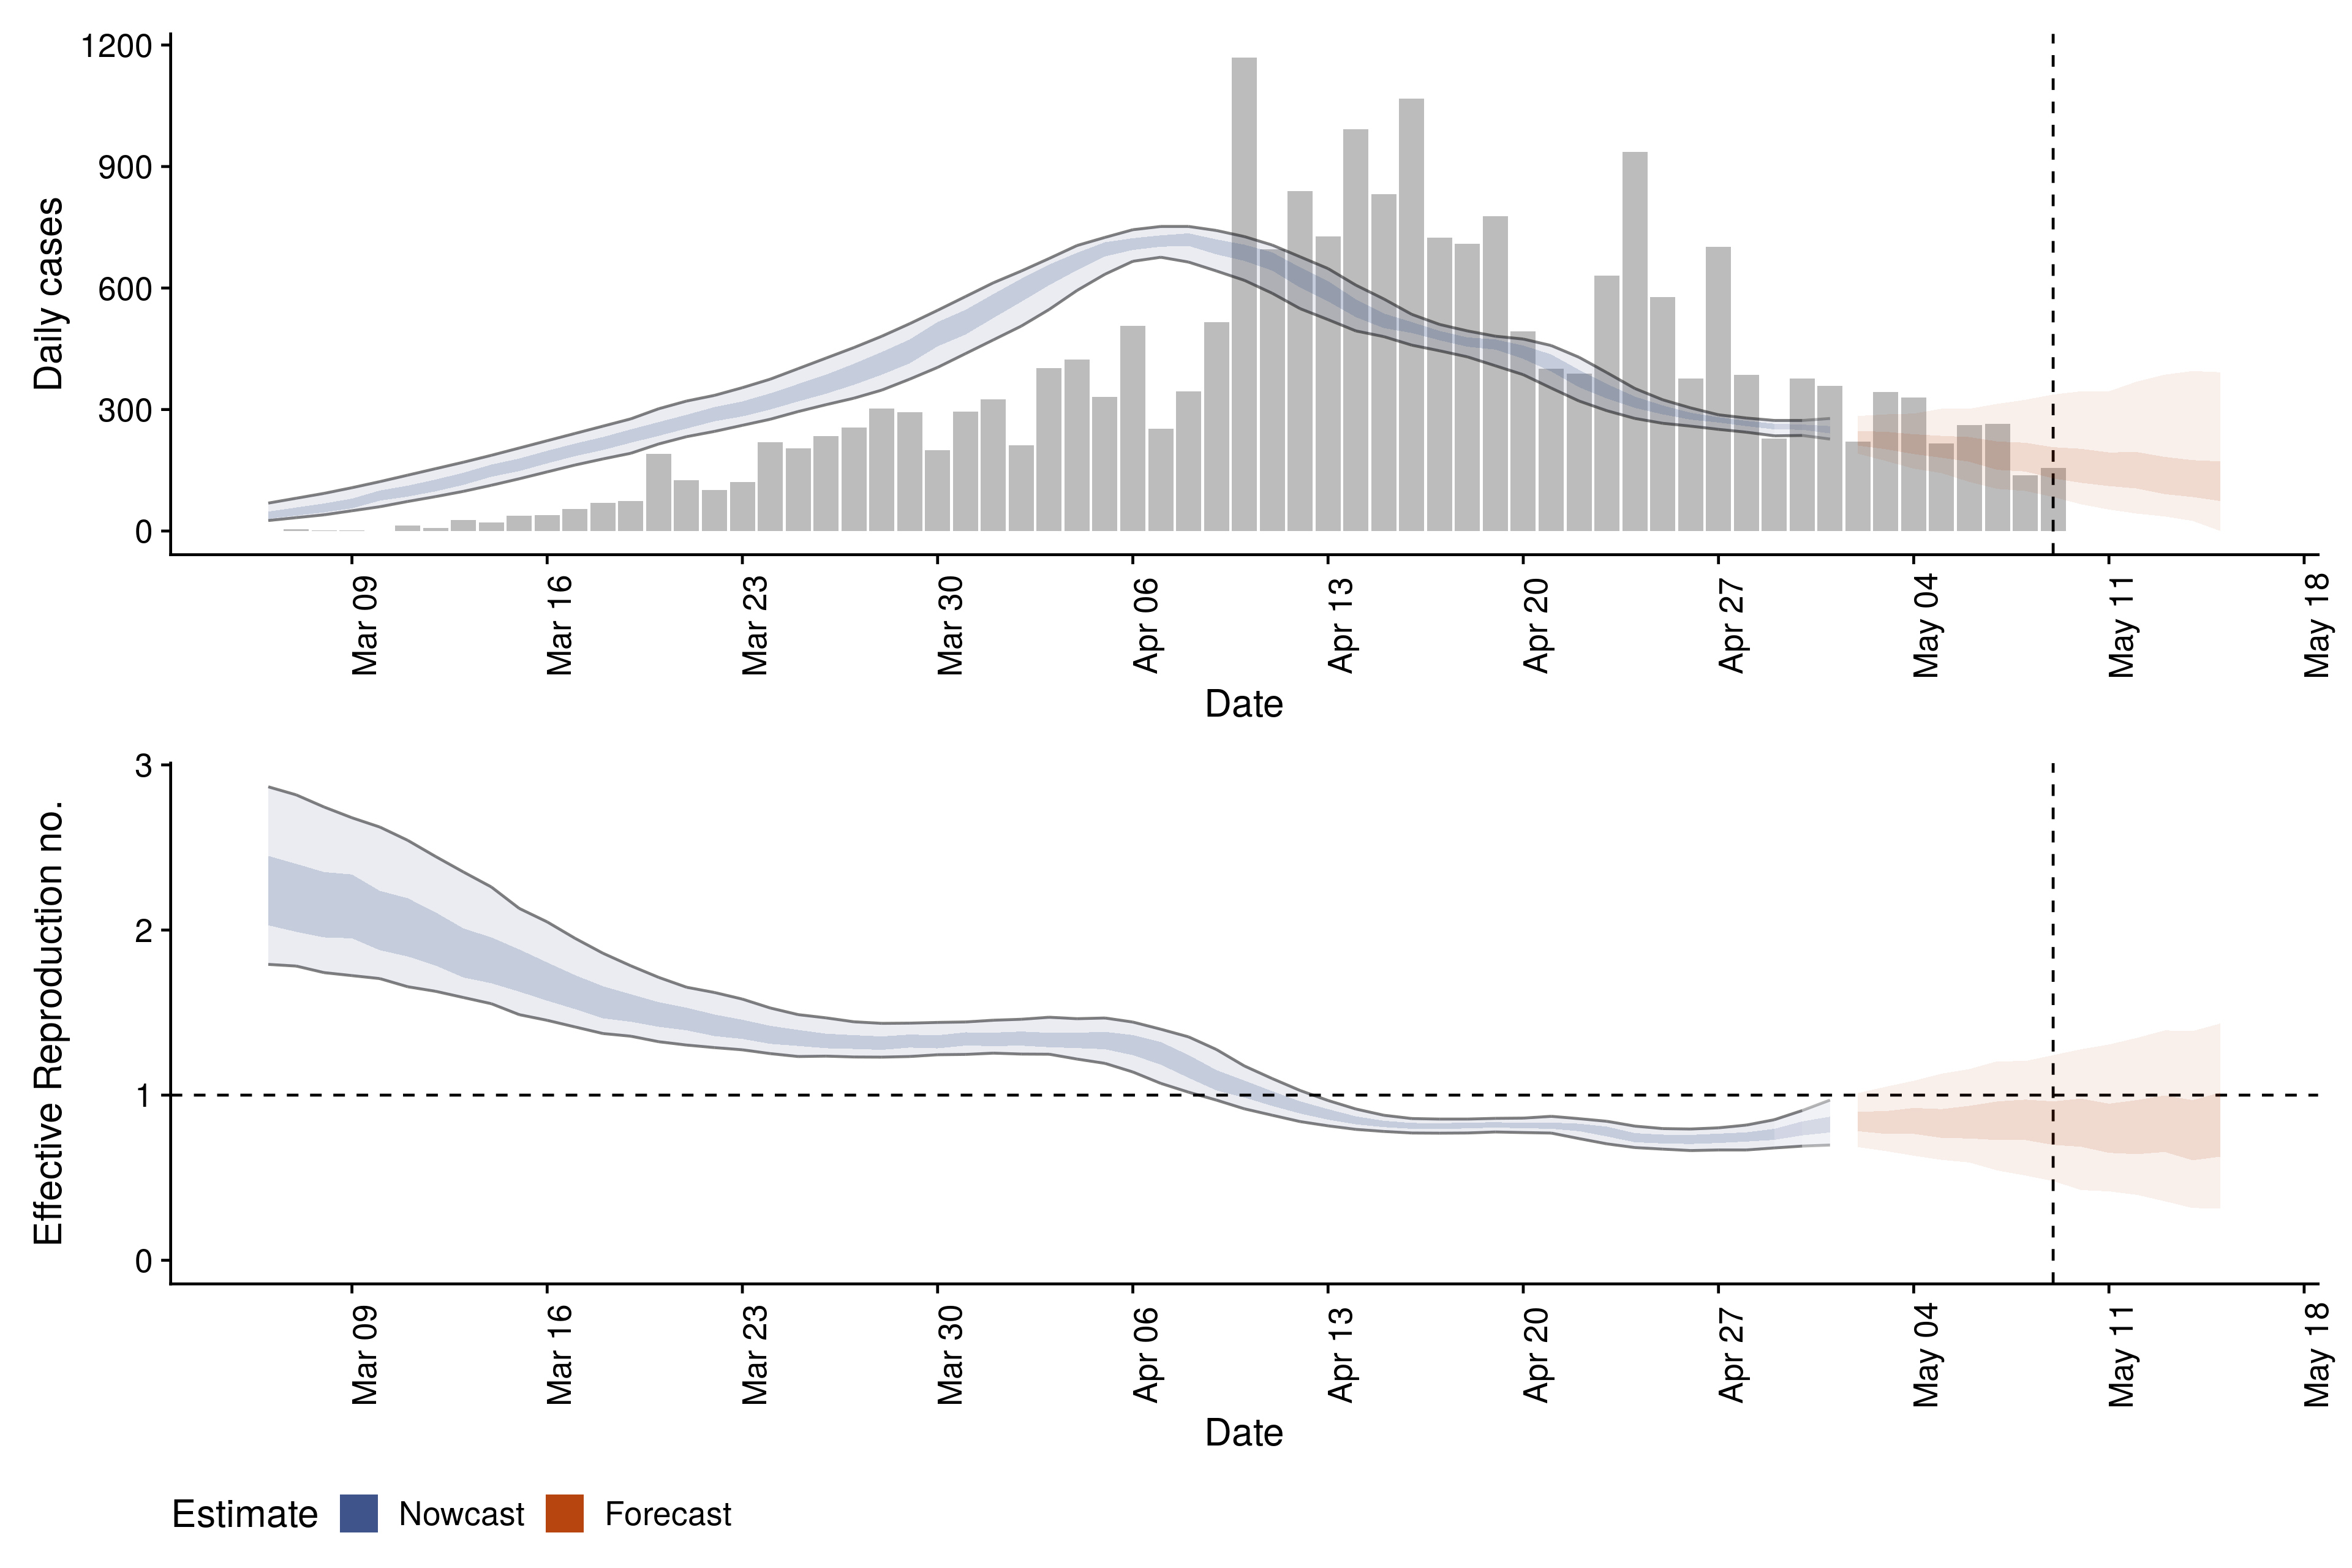 Daily cases
1200
900
600
300
0
Mar 09
Mar 16
Mar 23
Mar 30
Apr 06
Apr 13
Apr 20
Apr 27
May 04
May 11
May 18
Date
Effective Reproduction no.
3
2
1
0
Mar 09
Mar 16
Mar 23
Mar 30
Apr 06
Apr 13
Apr 20
Apr 27
May 04
May 11
May 18
Date
Estimate Nowcast Forecast